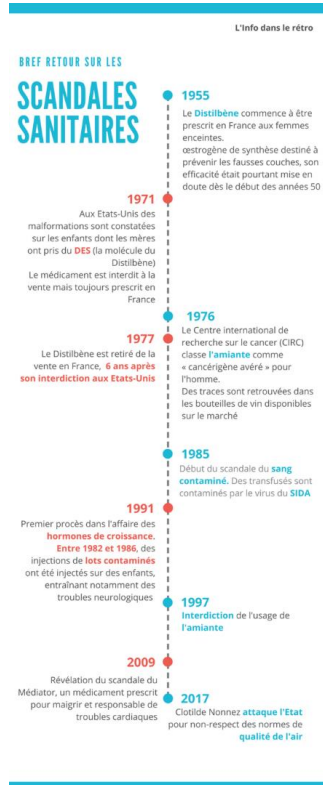 L'Info dans le rétro
BREF RETOUR SUR LES
SCANDALES
SANITAIRES
1955
Le Distilbène commence à être
prescrit en France aux femmes
enceintes.
œstrogène de synthèse destiné à
prévenir les fausses couches, son
efficacité était pourtant mise en
doute dès le début des années 50
1971
Aux Etats-Unis des
malformations sont constatées
sur les enfants dont les mères
ont pris du DES (la molécule du
Distilbène)
Le médicament est interdit à la
vente mais toujours prescrit en
France
1976
Le Centre international de
recherche sur le cancer (CIRC)
classe l'amiante comme
« cancérigène avéré » pour
l'homme.
Des traces sont retrouvées dans
les bouteilles de vin disponibles
sur le marché
1977
Le Distilbène est retiré de la
vente en France, 6 ans après
son interdiction aux Etats-Unis
1985
Début du scandale du sang
contaminé. Des transfusés sont
contaminés par le virus du SIDA
1991
Premier procès dans l'affaire des
hormones de croissance.
Entre 1982 et 1986, des
injections de lots contaminés
ont été injectés sur des enfants,
entraînant notamment des
troubles neurologiques
1997
Interdiction de l'usage de
l'amiante
2009
Révélation du scandale du
Médiator, un médicament prescrit
pour maigrir et responsable de
troubles cardiaques
2017
Clotilde Nonnez attaque l'Etat
pour non-respect des normes de
qualité de l'air